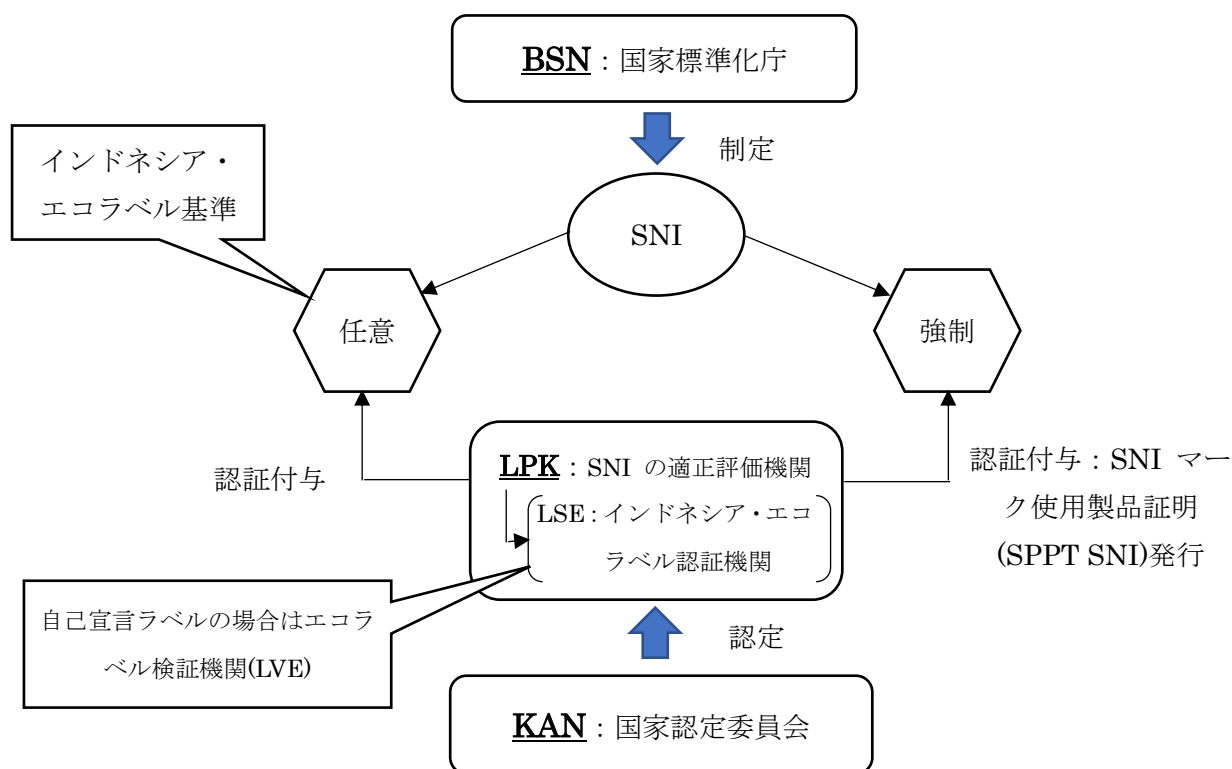 BSN：国家標準化庁
制定
インドネシア・
エコラベル基準
SNI
任意
強制
認証付与
LPK：SNI の適正評価機関
LSE：インドネシア・エコ
ラベル認証機関
認証付与：SNI マー
ク使用製品証明
(SPPT SNI)発行
自己宣言ラベルの場合はエコラ
ベル検証機関(LVE)
認定
KAN：国家認定委員会